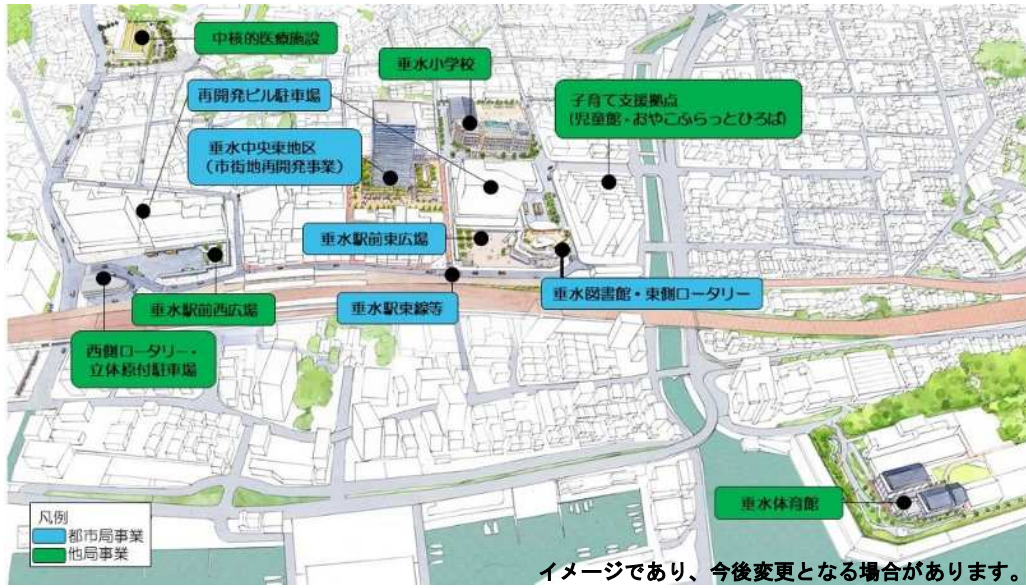 中核的医療施設
垂水小学校
再開発ビル駐車場
子育て支援拠点
(児童館・おやこふらっとひろば)
垂水中央東地区
(市街地再開発事業)
垂水駅前東広場
垂水図書館・東側ロータリー
垂水駅前西広場
垂水駅東線等
西側ロータリー・
立体原付駐車場
垂水体育館
凡例
都市局事業
他局事業
イメージであり、今後変更となる場合があります。